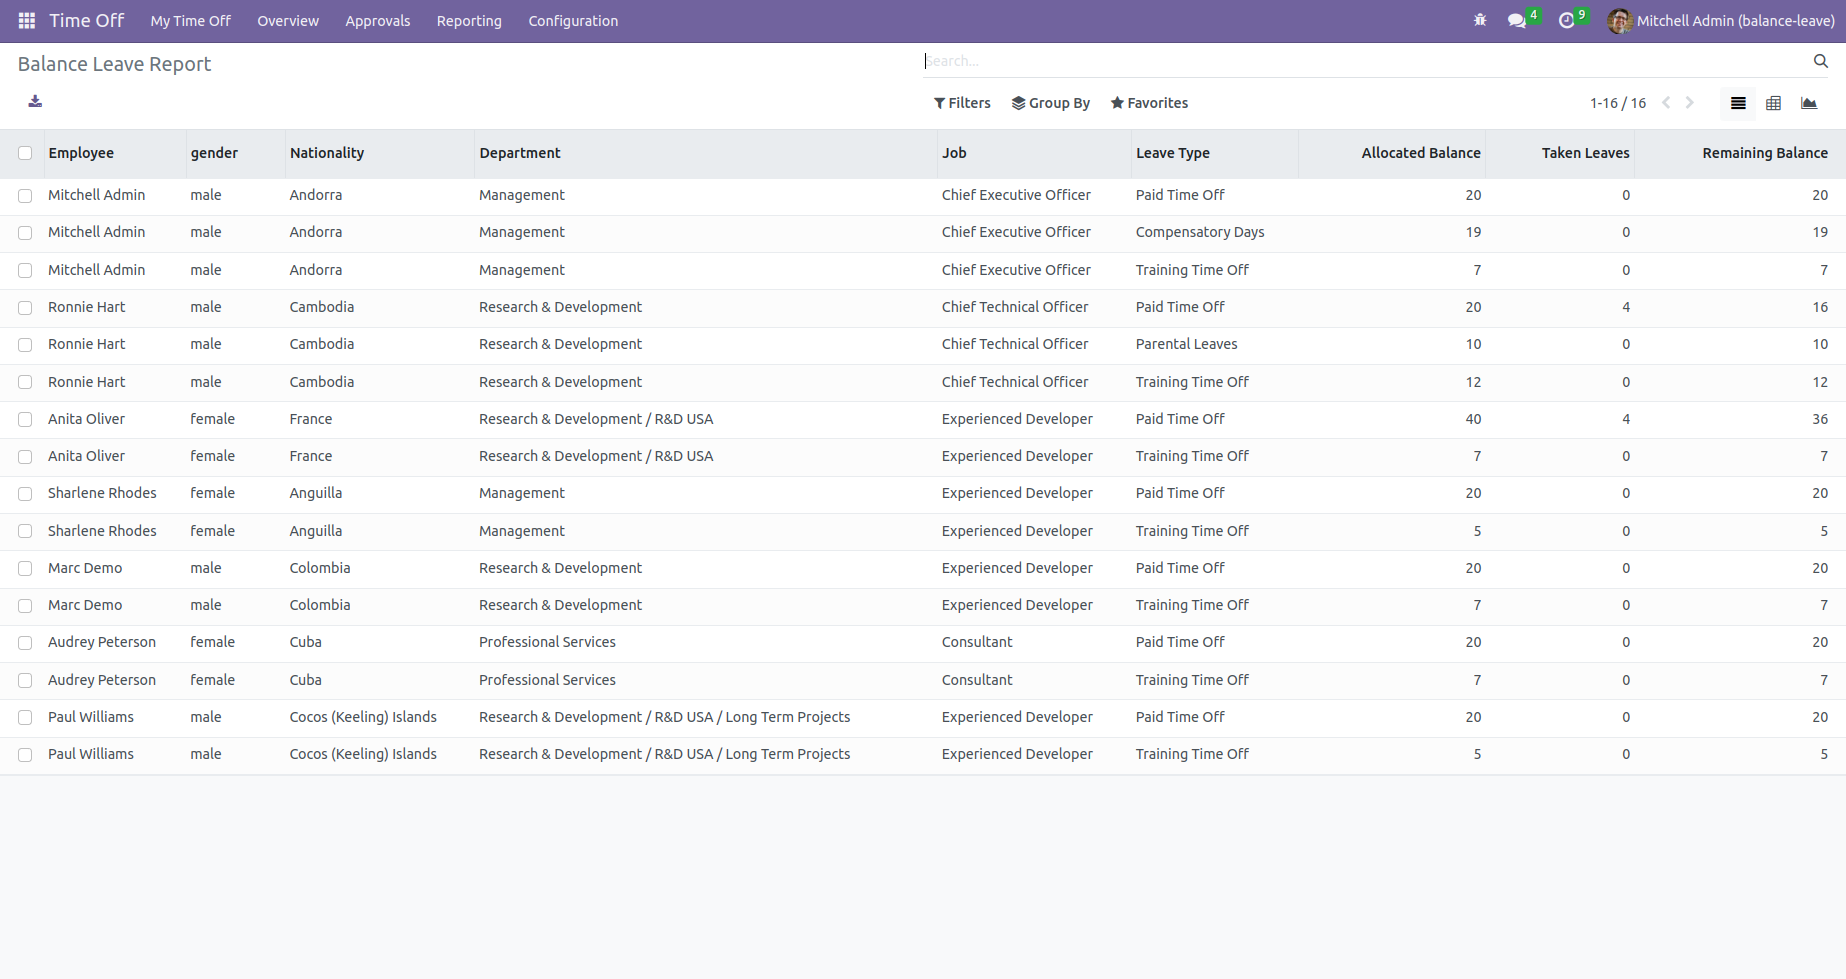 Time Off My Time Off Overview Approvals Reporting Configuration 4 9 Mitchell Admin (balance-leave)
Balance Leave Report Search...
Filters Group By Favorites 1-16 / 16
Employee gender Nationality Department Job Leave Type Allocated Balance Taken Leaves Remaining Balance
Mitchell Admin male Andorra Management Chief Executive Officer Paid Time Off 20 0 20
Mitchell Admin male Andorra Management Chief Executive Officer Compensatory Days 19 0 19
Mitchell Admin male Andorra Management Chief Executive Officer Training Time Off 7 0 7
Ronnie Hart male Cambodia Research & Development Chief Technical Officer Paid Time Off 20 4 16
Ronnie Hart male Cambodia Research & Development Chief Technical Officer Parental Leaves 10 0 10
Ronnie Hart male Cambodia Research & Development Chief Technical Officer Training Time Off 12 0 12
Anita Oliver female France Research & Development / R&D USA Experienced Developer Paid Time Off 40 4 36
Anita Oliver female France Research & Development / R&D USA Experienced Developer Training Time Off 7 0 7
Sharlene Rhodes female Anguilla Management Experienced Developer Paid Time Off 20 0 20
Sharlene Rhodes female Anguilla Management Experienced Developer Training Time Off 5 0 5
Marc Demo male Colombia Research & Development Experienced Developer Paid Time Off 20 0 20
Marc Demo male Colombia Research & Development Experienced Developer Training Time Off 7 0 7
Audrey Peterson female Cuba Professional Services Consultant Paid Time Off 20 0 20
Audrey Peterson female Cuba Professional Services Consultant Training Time Off 7 0 7
Paul Williams male Cocos (Keeling) Islands Research & Development / R&D USA / Long Term Projects Experienced Developer Paid Time Off 20 0 20
Paul Williams male Cocos (Keeling) Islands Research & Development / R&D USA / Long Term Projects Experienced Developer Training Time Off 5 0 5